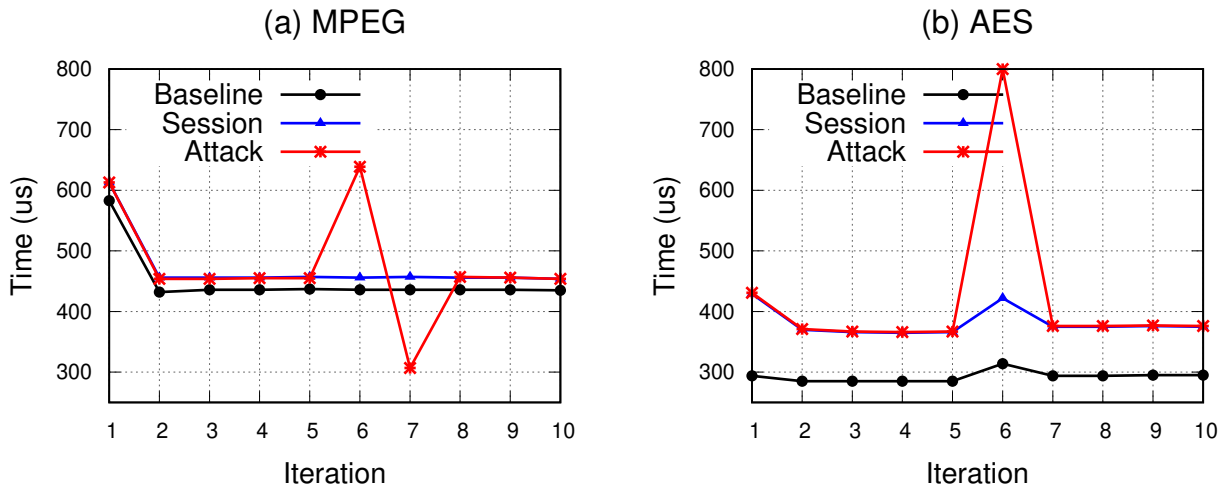 (a) MPEG
800
700
600
500
400
300
Time (us)
Baseline
Session
Attack
1 2 3 4 5 6 7 8 9 10
Iteration
(b) AES
800
700
600
500
400
300
Time (us)
Baseline
Session
Attack
1 2 3 4 5 6 7 8 9 10
Iteration